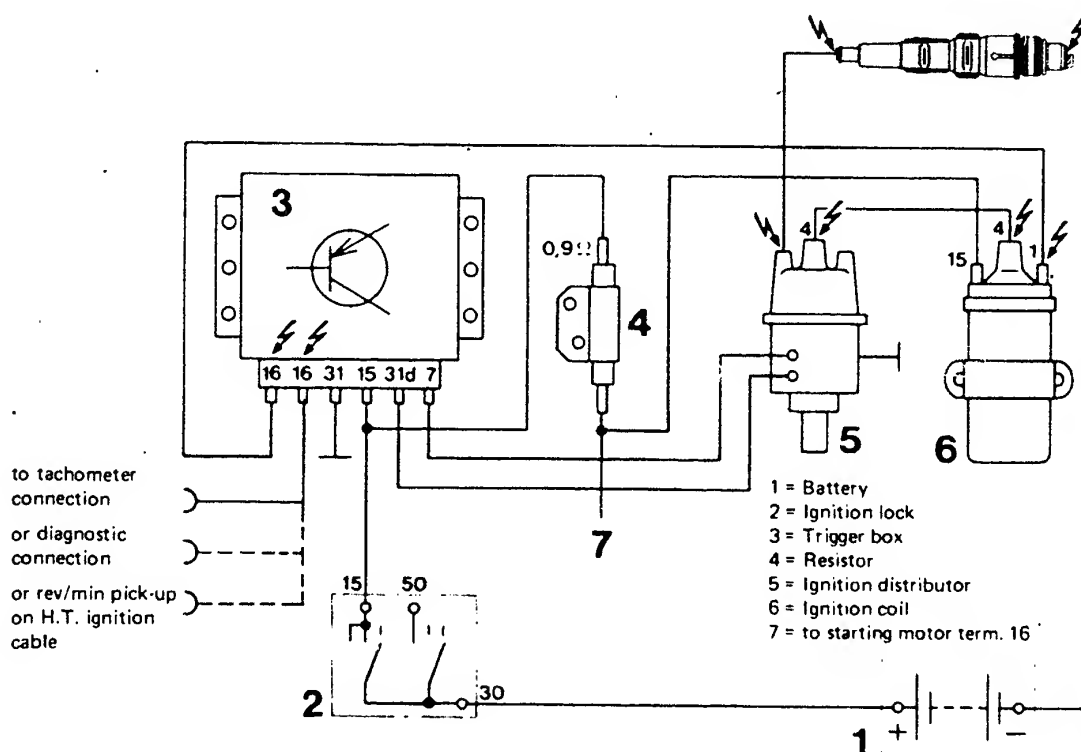 4
4
1
15
3
0,9Ω
4
16 16 31 15 31d 7
5
6
to tachometer
connection
or diagnostic
connection
or rev/min pick-up
on H.T. ignition
cable
7
1 = Battery
2 = Ignition lock
3 = Trigger box
4 = Resistor
5 = Ignition distributor
6 = Ignition coil
7 = to starting motor term. 16
15 50
2
30
1
+ −